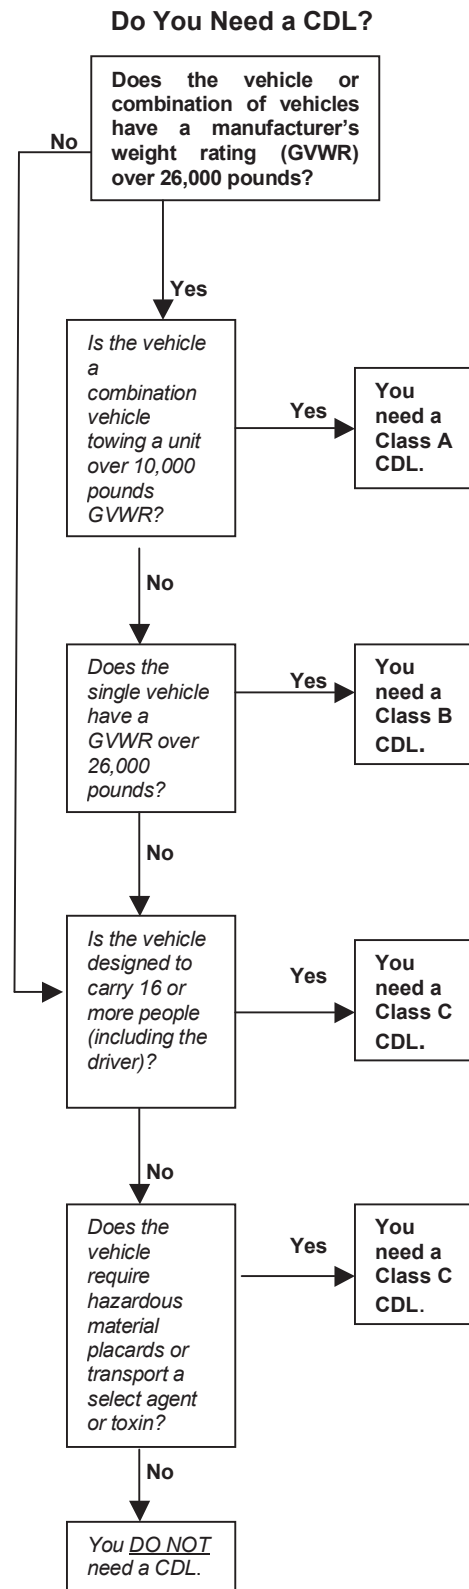 Do You Need a CDL?
Does the vehicle or
combination of vehicles
have a manufacturer’s
weight rating (GVWR)
over 26,000 pounds?
No
Yes
Is the vehicle
a
combination
vehicle
towing a unit
over 10,000
pounds
GVWR?
Yes
You
need a
Class A
CDL.
No
Does the
single vehicle
have a
GVWR over
26,000
pounds?
Yes
You
need a
Class B
CDL.
No
Is the vehicle
designed to
carry 16 or
more people
(including the
driver)?
Yes
You
need a
Class C
CDL.
No
Does the
vehicle
require
hazardous
material
placards or
transport a
select agent
or toxin?
Yes
You
need a
Class C
CDL.
No
You DO NOT
need a CDL.